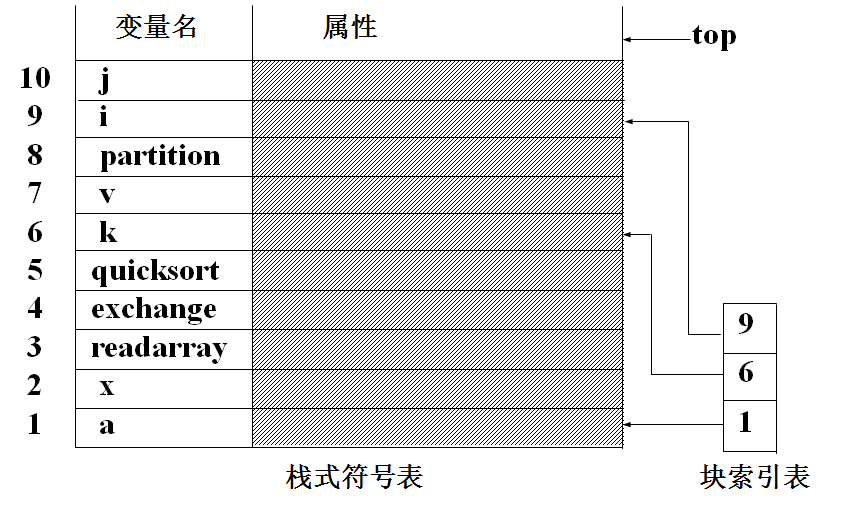 变量名 属性
top
10 j
9 i
8 partition
7 v
6 k
5 quicksort
4 exchange
3 readarray
2 x
1 a
9
6
1
栈式符号表 块索引表